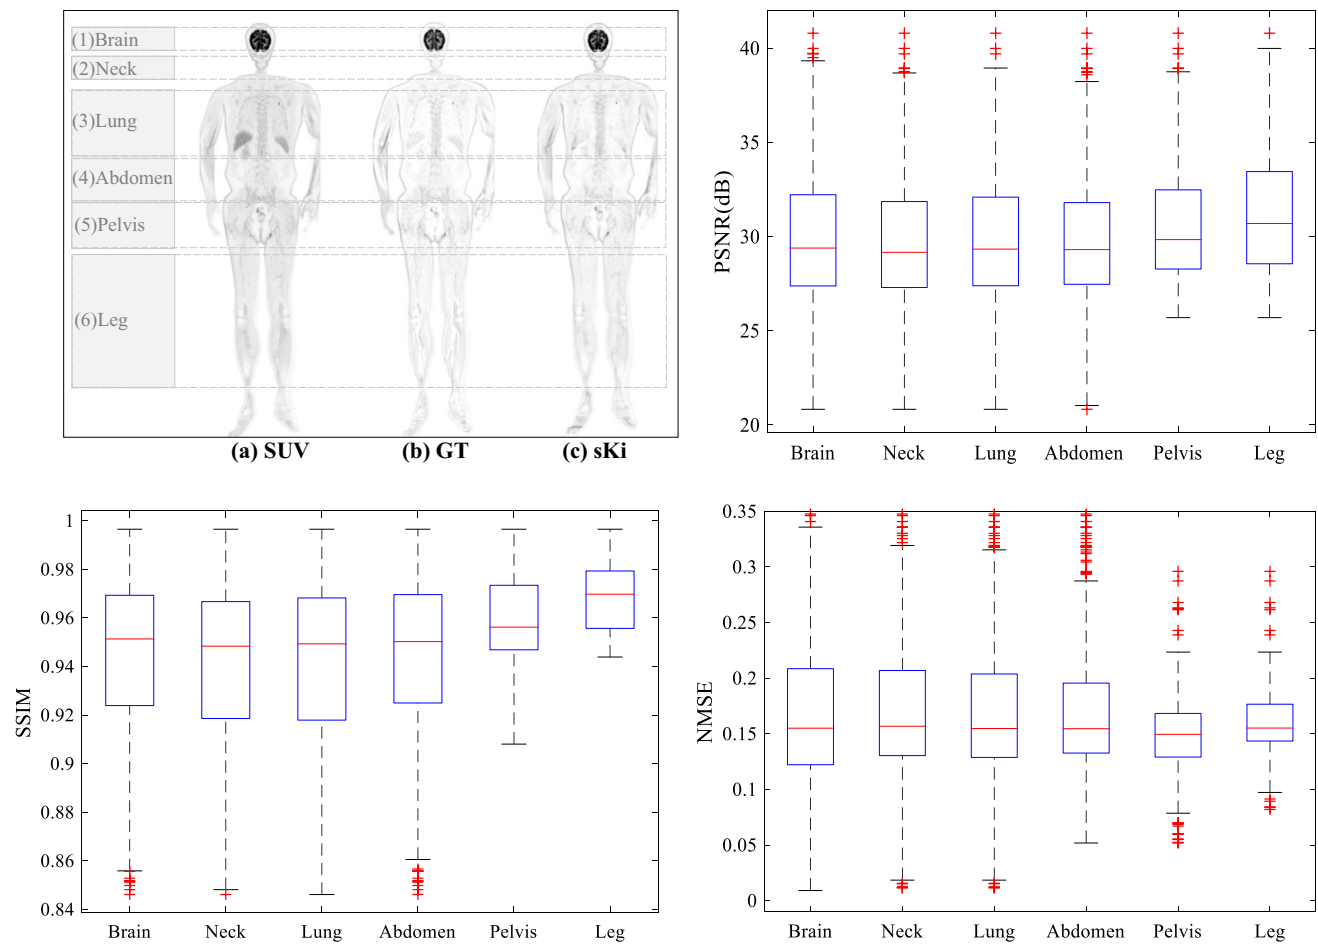 (1)Brain
(2)Neck
(3)Lung
(4)Abdomen
(5)Pelvis
(6)Leg
(a) SUV (b) GT (c) sKi
PSNR(dB)
40
35
30
25
20
Brain Neck Lung Abdomen Pelvis Leg
SSIM
1
0.98
0.96
0.94
0.92
0.9
0.88
0.86
0.84
Brain Neck Lung Abdomen Pelvis Leg
NMSE
0.35
0.3
0.25
0.2
0.15
0.1
0.05
0
Brain Neck Lung Abdomen Pelvis Leg